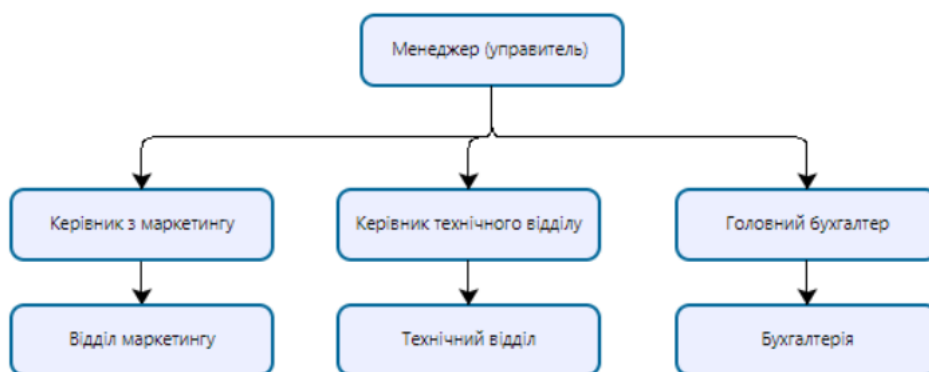 Менеджер (управитель)
Керівник з маркетингу
Керівник технічного відділу
Головний бухгалтер
Відділ маркетингу
Технічний відділ
Бухгалтерія